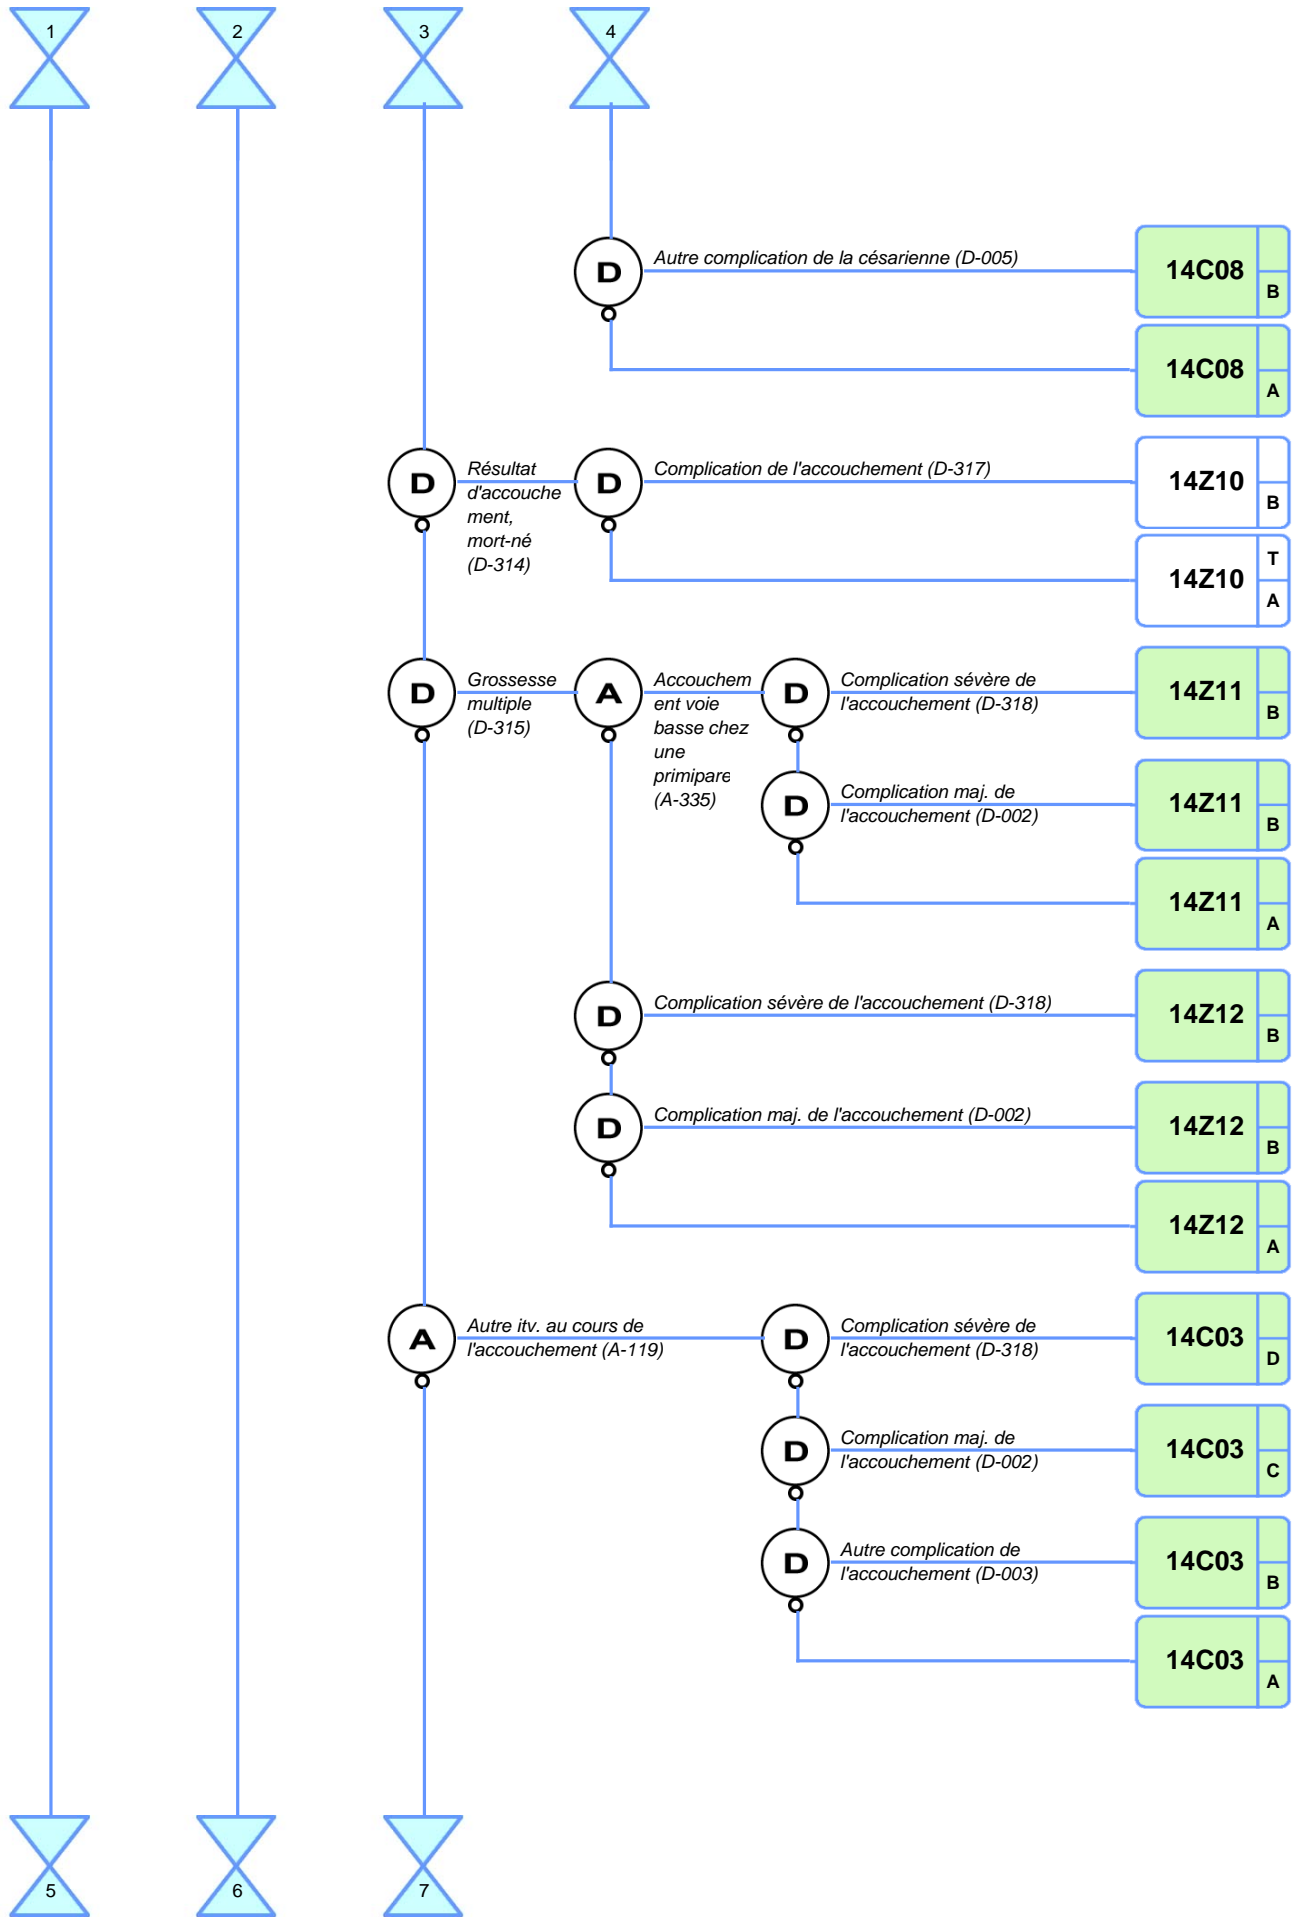 1
2
3
4
D
Autre complication de la césarienne (D-005)
14C08
B
14C08
A
D
Résultat
d'accouche
ment,
mort-né
(D-314)
D
Complication de l'accouchement (D-317)
14Z10
B
14Z10
T
A
D
Grossesse
multiple
(D-315)
A
Accouchem
ent voie
basse chez
une
primipare
(A-335)
D
Complication sévère de
l'accouchement (D-318)
14Z11
B
D
Complication maj. de
l'accouchement (D-002)
14Z11
B
14Z11
A
D
Complication sévère de l'accouchement (D-318)
14Z12
B
D
Complication maj. de l'accouchement (D-002)
14Z12
B
14Z12
A
A
Autre itv. au cours de
l'accouchement (A-119)
D
Complication sévère de
l'accouchement (D-318)
14C03
D
D
Complication maj. de
l'accouchement (D-002)
14C03
C
D
Autre complication de
l'accouchement (D-003)
14C03
B
14C03
A
5
6
7